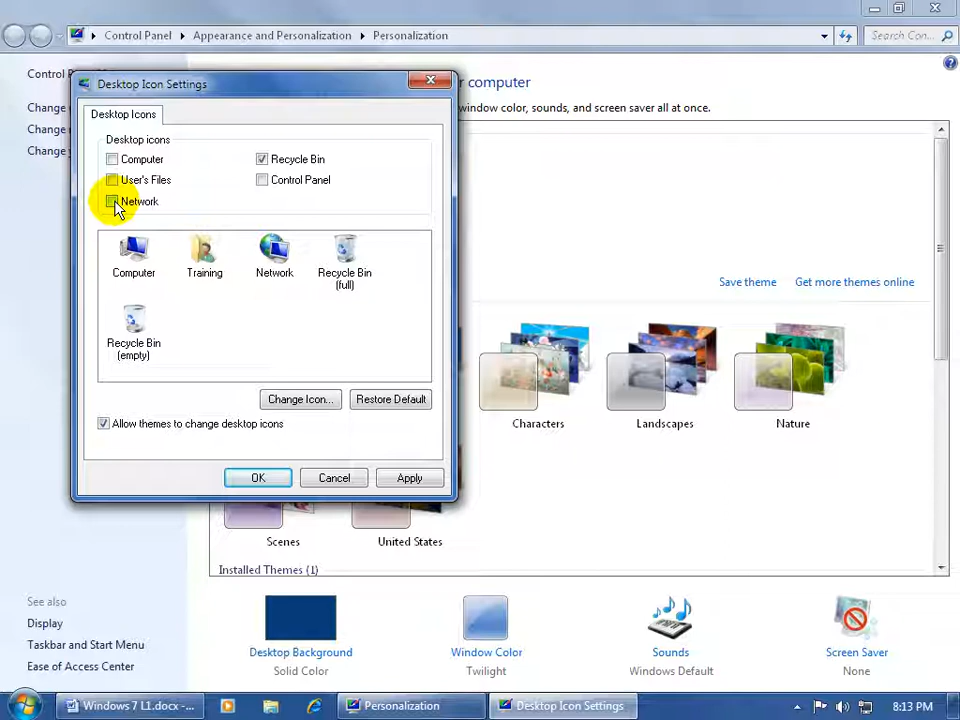 Control Panel
Appearance and Personalization
Personalization
Search Con...
Control P
Change
Change
Change
Desktop Icon Settings
r computer
window color, sounds, and screen saver all at once.
Desktop Icons
Desktop icons
Computer
Recycle Bin
User's Files
Control Panel
Network
Computer
Training
Network
Recycle Bin
(full)
Recycle Bin
(empty)
Save theme
Get more themes online
Change Icon...
Restore Default
Allow themes to change desktop icons
Characters
Landscapes
Nature
OK
Cancel
Apply
Scenes
United States
Installed Themes (1)
See also
Display
Taskbar and Start Menu
Ease of Access Center
Desktop Background
Solid Color
Window Color
Twilight
Sounds
Windows Default
Screen Saver
None
Windows 7 L1.docx -...
Personalization
Desktop Icon Settings
8:13 PM